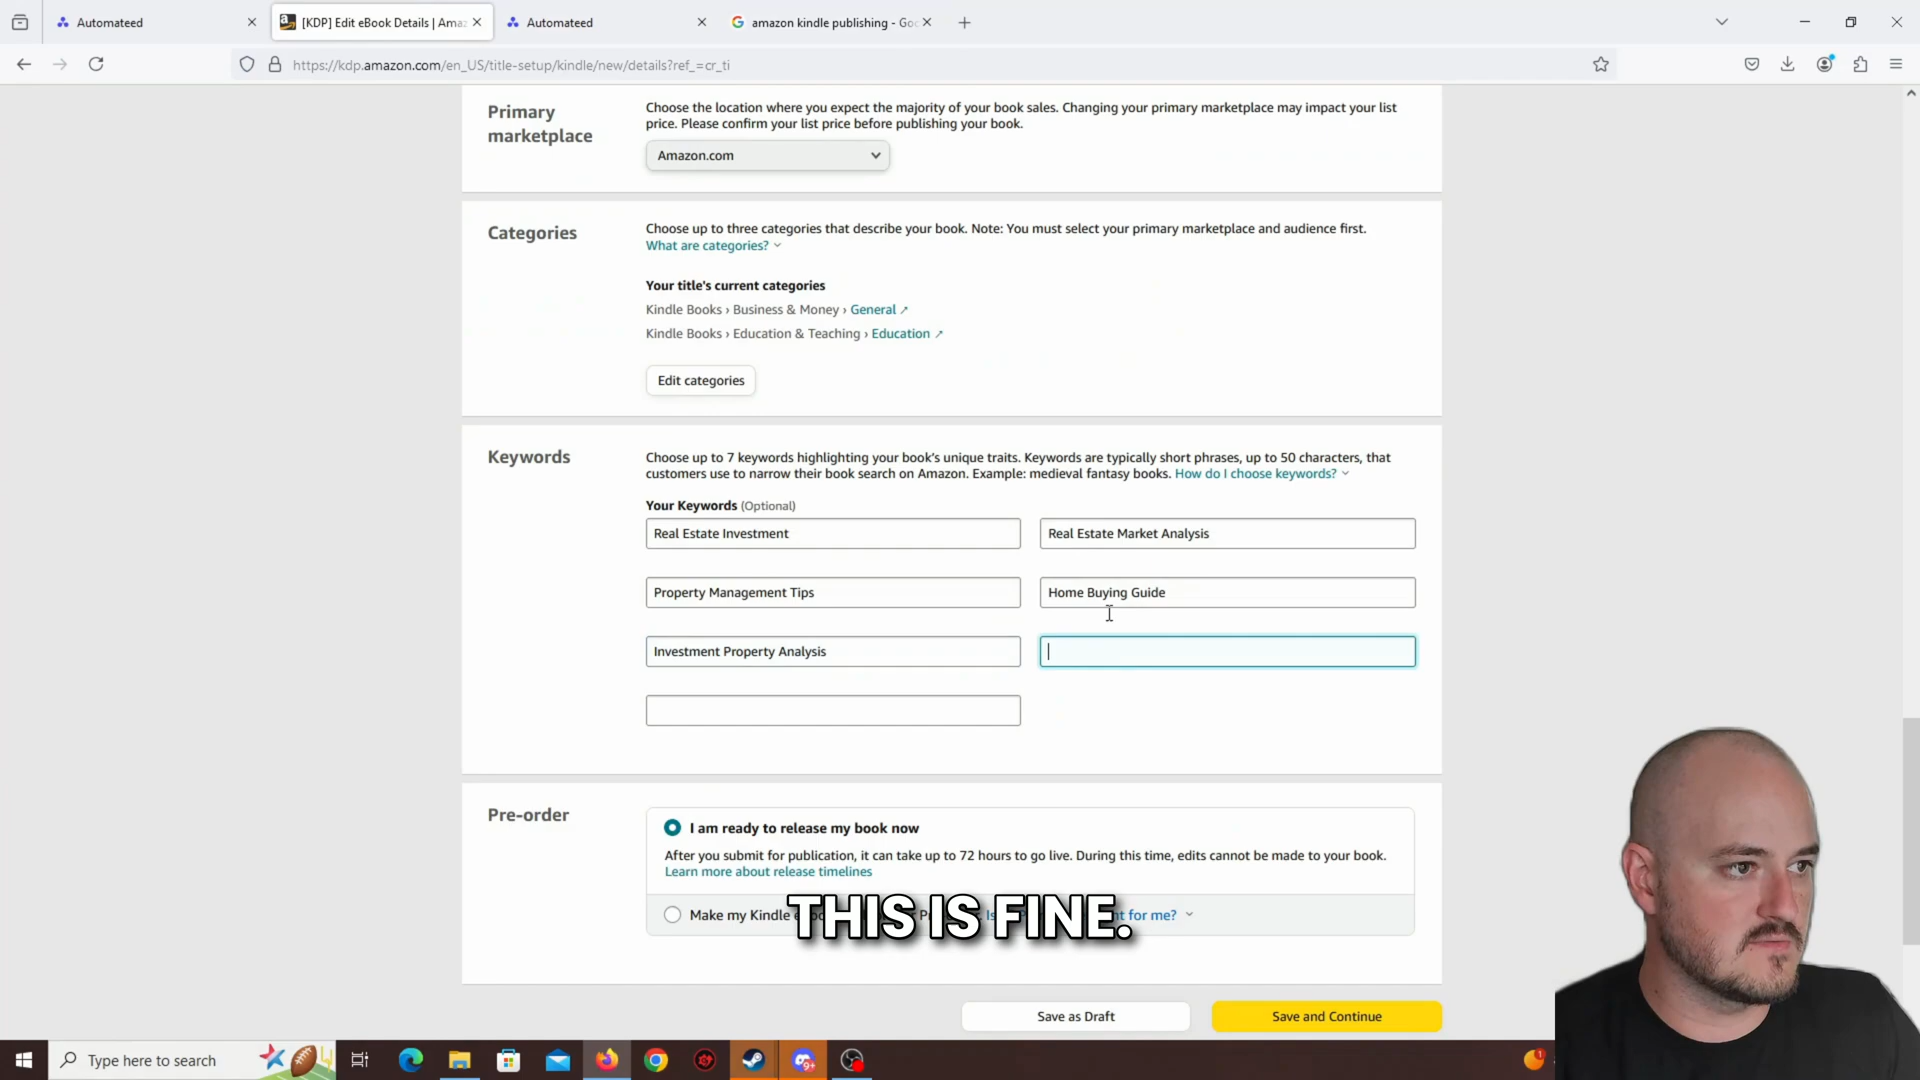 Automateed
[KDP] Edit eBook Details | Amaz
Automateed
amazon kindle publishing - Goo
https://kdp.amazon.com/en_US/title-setup/kindle/new/details?ref_=cr_ti
Primary
marketplace
Choose the location where you expect the majority of your book sales. Changing your primary marketplace may impact your list
price. Please confirm your list price before publishing your book.
Amazon.com
Categories
Choose up to three categories that describe your book. Note: You must select your primary marketplace and audience first.
What are categories?
Your title's current categories
Kindle Books › Business & Money › General
Kindle Books › Education & Teaching › Education
Edit categories
Keywords
Choose up to 7 keywords highlighting your book's unique traits. Keywords are typically short phrases, up to 50 characters, that
customers use to narrow their book search on Amazon. Example: medieval fantasy books. How do I choose keywords?
Your Keywords (Optional)
Real Estate Investment
Real Estate Market Analysis
Property Management Tips
Home Buying Guide
Investment Property Analysis
Pre-order
I am ready to release my book now
After you submit for publication, it can take up to 72 hours to go live. During this time, edits cannot be made to your book.
Learn more about release timelines
Make my Kindle
for me?
THIS IS FINE.
Save as Draft
Save and Continue
Type here to search
9+
1